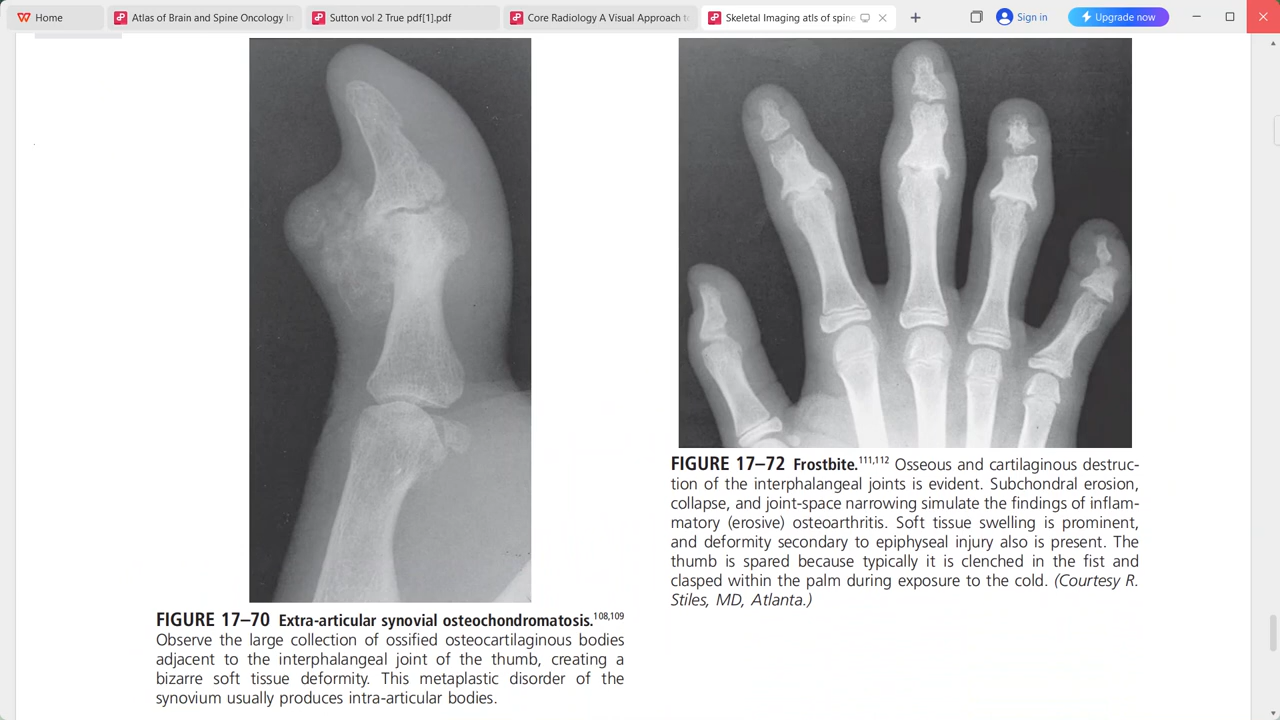 Home
Atlas of Brain and Spine Oncology In
Sutton vol 2 True pdf[1].pdf
Core Radiology A Visual Approach to
Skeletal Imaging atls of spine
Sign in
Upgrade now
FIGURE 17–70 Extra-articular synovial osteochondromatosis.108,109
Observe the large collection of ossified osteocartilaginous bodies
adjacent to the interphalangeal joint of the thumb, creating a
bizarre soft tissue deformity. This metaplastic disorder of the
synovium usually produces intra-articular bodies.
FIGURE 17–72 Frostbite.111,112 Osseous and cartilaginous destruc-
tion of the interphalangeal joints is evident. Subchondral erosion,
collapse, and joint-space narrowing simulate the findings of inflam-
matory (erosive) osteoarthritis. Soft tissue swelling is prominent,
and deformity secondary to epiphyseal injury also is present. The
thumb is spared because typically it is clenched in the fist and
clasped within the palm during exposure to the cold. (Courtesy R.
Stiles, MD, Atlanta.)